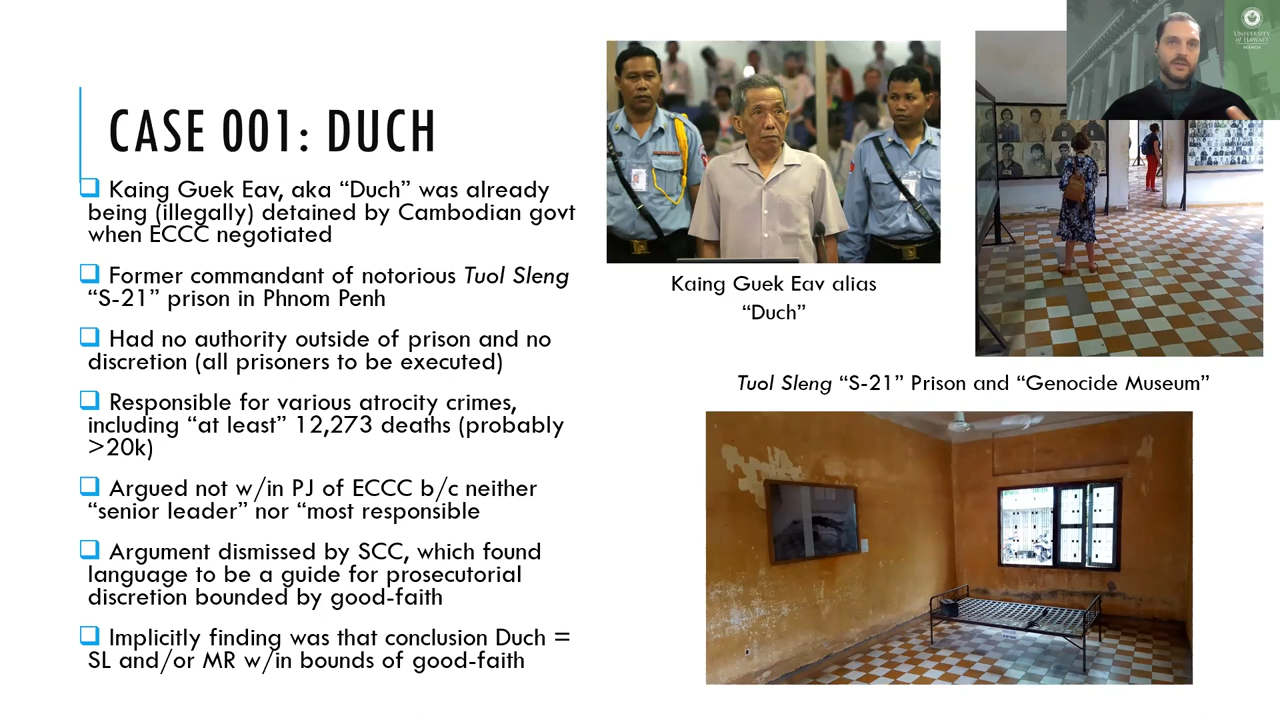 CASE 001: DUCH
❑ Kaing Guek Eav, aka “Duch” was already
being (illegally) detained by Cambodian govt
when ECCC negotiated
❑ Former commandant of notorious Tuol Sleng
“S-21” prison in Phnom Penh
❑ Had no authority outside of prison and no
discretion (all prisoners to be executed)
❑ Responsible for various atrocity crimes,
including “at least” 12,273 deaths (probably
>20k)
❑ Argued not w/in PJ of ECCC b/c neither
“senior leader” nor “most responsible
❑ Argument dismissed by SCC, which found
language to be a guide for prosecutorial
discretion bounded by good-faith
❑ Implicitly finding was that conclusion Duch =
SL and/or MR w/in bounds of good-faith
Kaing Guek Eav alias
“Duch”
Tuol Sleng “S-21” Prison and “Genocide Museum”
UNIVERSITY
of HAWAI‘I
MĀNOA